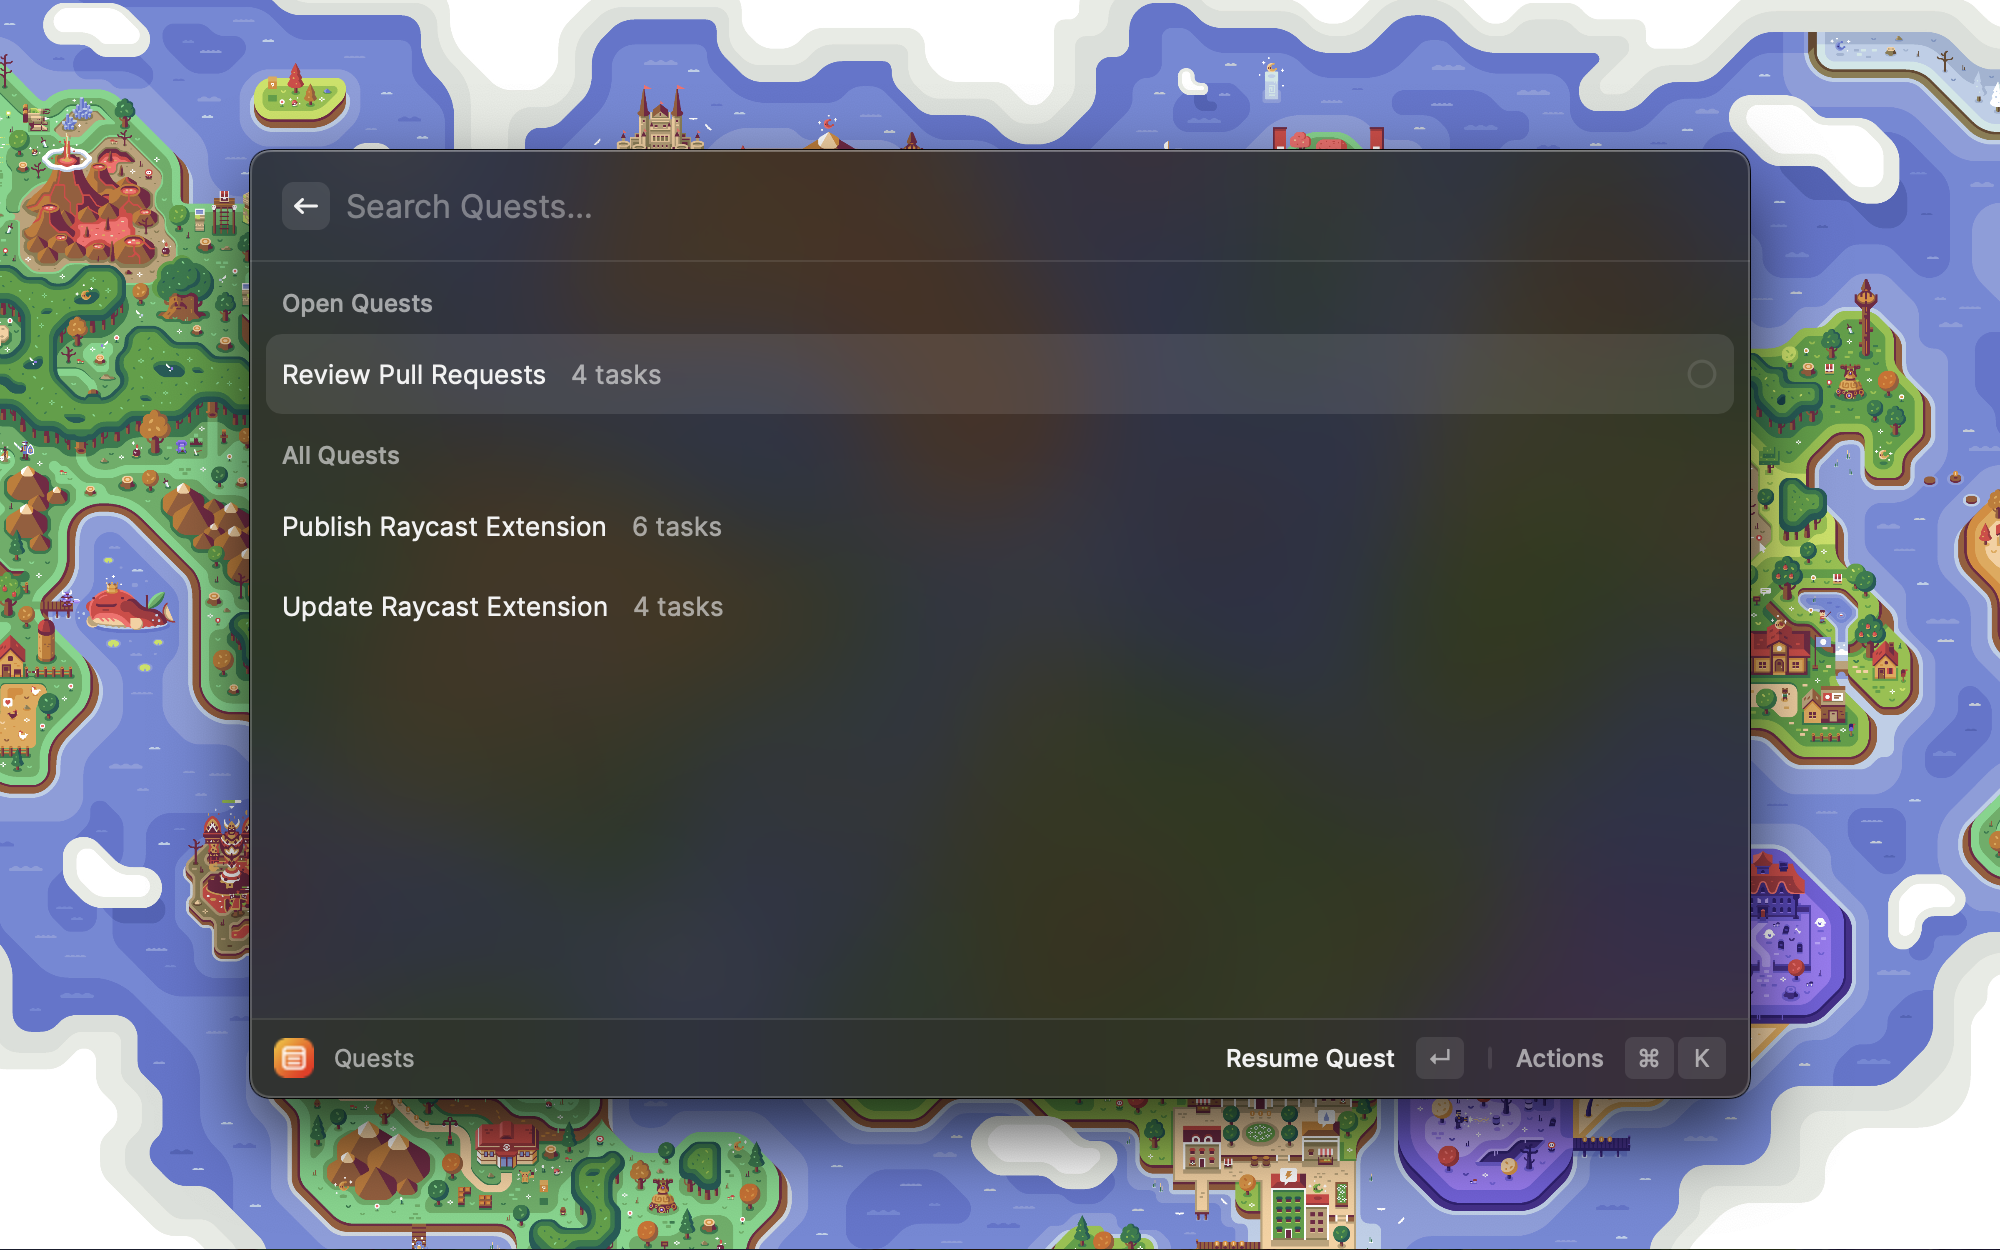 Search Quests...
Open Quests
Review Pull Requests 4 tasks
All Quests
Publish Raycast Extension 6 tasks
Update Raycast Extension 4 tasks
Quests
Resume Quest ↵ Actions ⌘ K